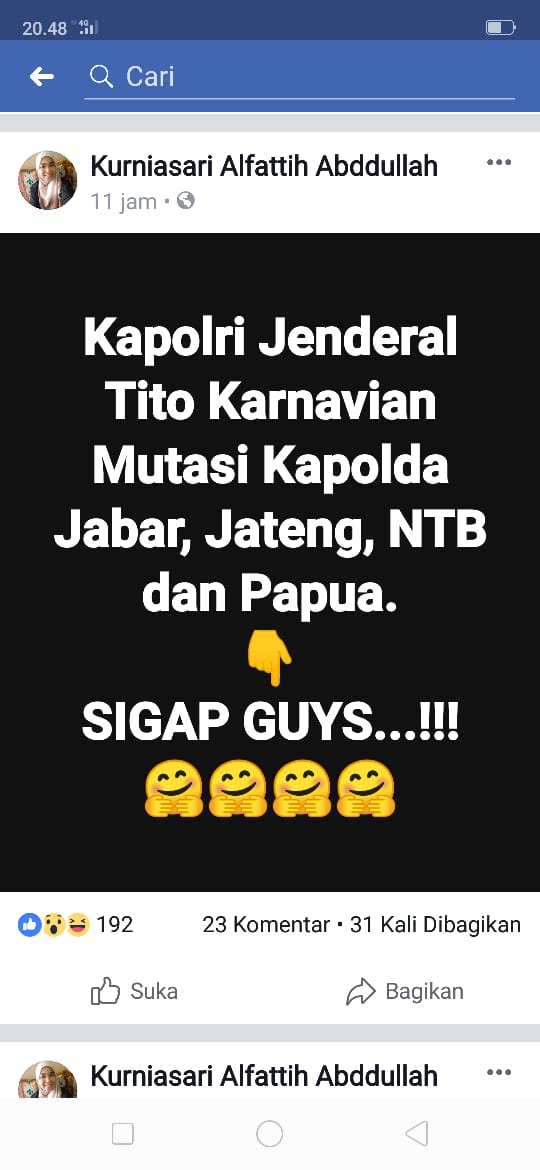 20.48 4G
Cari
Kurniasari Alfattih Abddullah
11 jam •
Kapolri Jenderal
Tito Karnavian
Mutasi Kapolda
Jabar, Jateng, NTB
dan Papua.
👇
SIGAP GUYS...!!!
🤗🤗🤗🤗
192 23 Komentar • 31 Kali Dibagikan
Suka Bagikan
Kurniasari Alfattih Abddullah